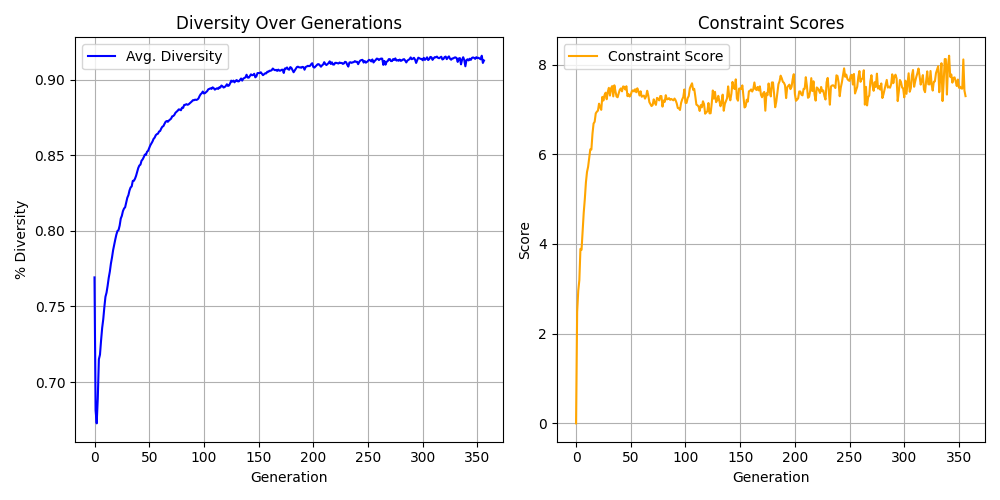 Diversity Over Generations
Avg. Diversity
% Diversity
0.90
0.85
0.80
0.75
0.70
0 50 100 150 200 250 300 350
Generation
Constraint Scores
Constraint Score
Score
8
6
4
2
0
0 50 100 150 200 250 300 350
Generation